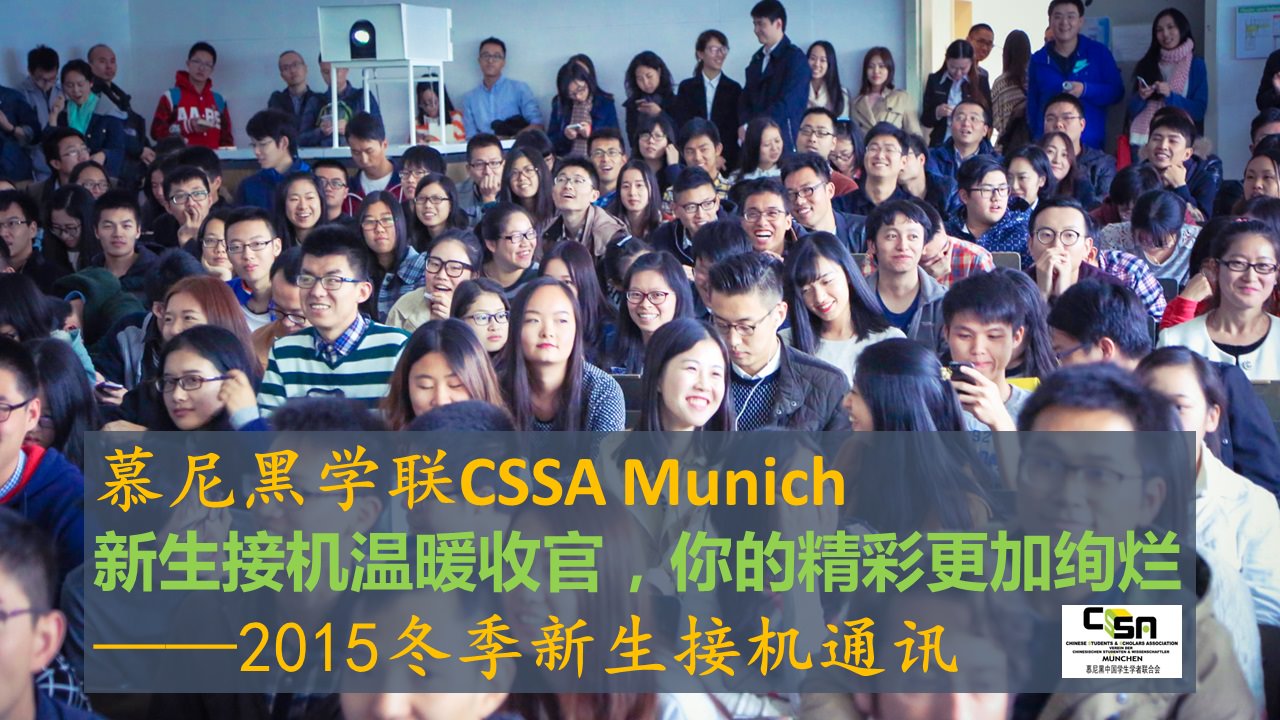 AA-RE
慕尼黑学联CSSA Munich
新生接机温暖收官，你的精彩更加绚烂
——2015冬季新生接机通讯
CSSA
CHINESE STUDENTS & SCHOLARS ASSOCIATION
VEREIN DER
CHINESISCHEN STUDENTEN & WISSENSCHAFTLER
MÜNCHEN
慕尼黑中国学生学者联合会